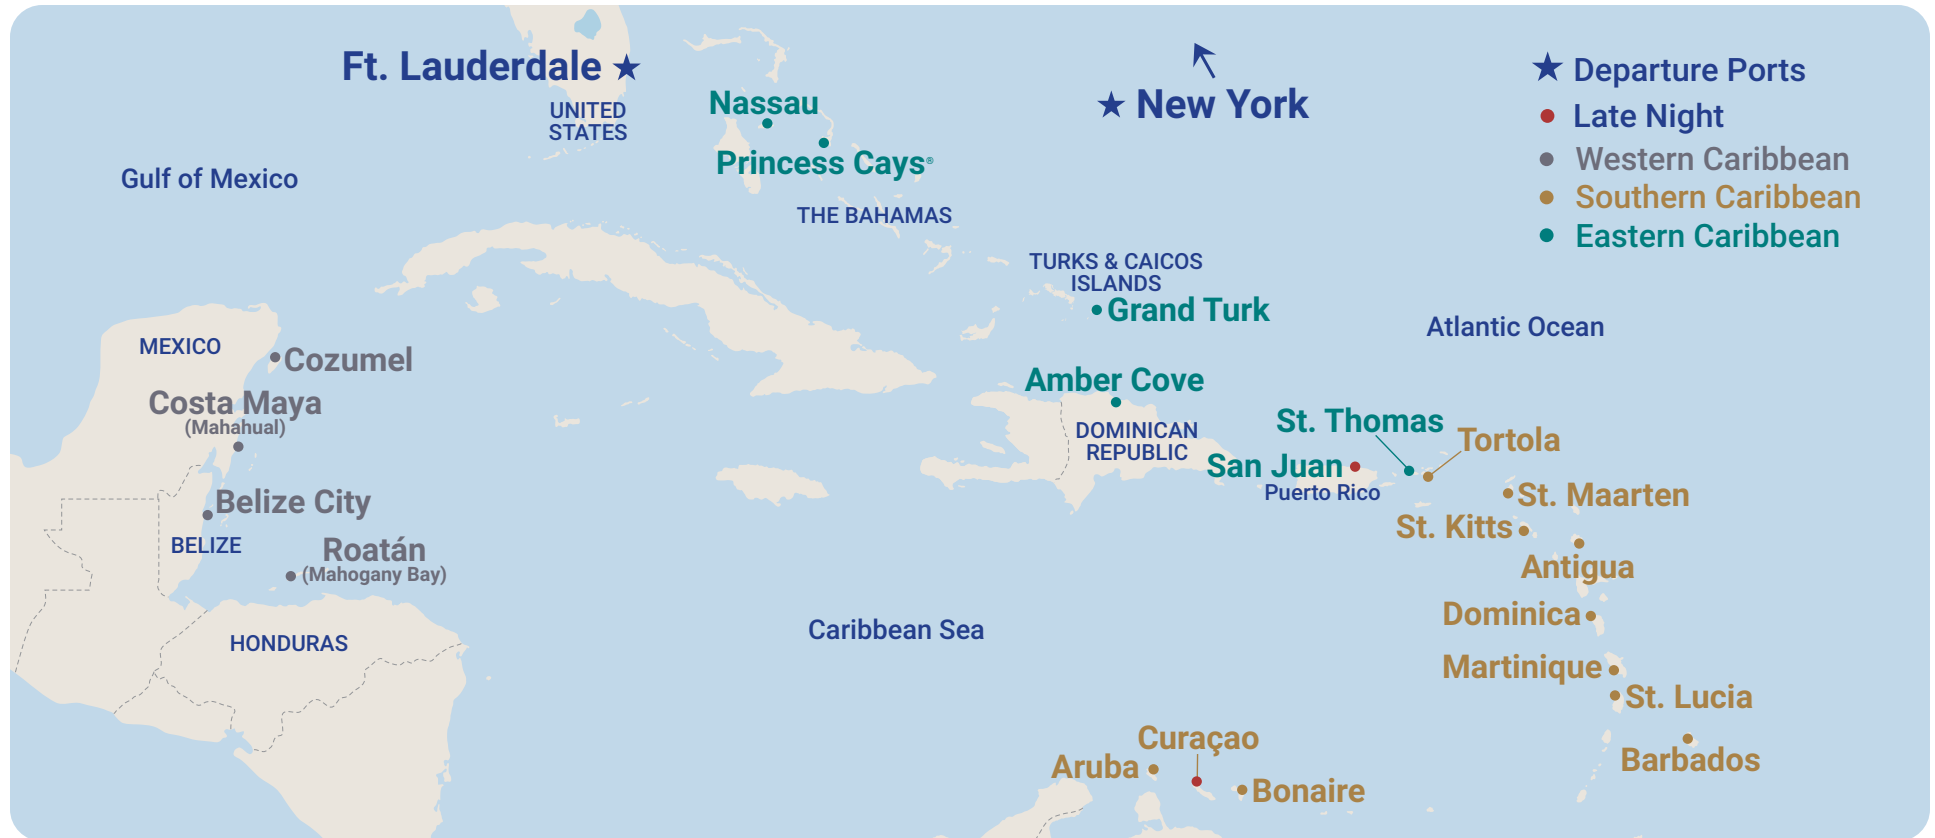 Ft. Lauderdale
UNITED
STATES
Gulf of Mexico
Nassau
Princess Cays®
THE BAHAMAS
New York
Departure Ports
Late Night
Western Caribbean
Southern Caribbean
Eastern Caribbean
TURKS & CAICOS
ISLANDS
Grand Turk
Atlantic Ocean
MEXICO
Cozumel
Costa Maya
(Mahahual)
Belize City
BELIZE
Roatán
(Mahogany Bay)
HONDURAS
Amber Cove
DOMINICAN
REPUBLIC
St. Thomas
Tortola
San Juan
Puerto Rico
St. Maarten
St. Kitts
Antigua
Dominica
Caribbean Sea
Martinique
St. Lucia
Barbados
Curaçao
Aruba
Bonaire